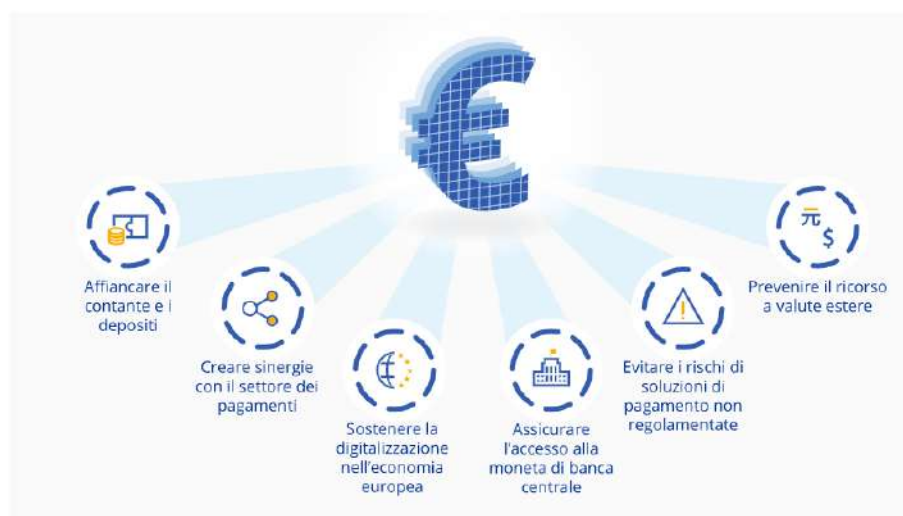 Affiancare il
contante e i
depositi
Creare sinergie
con il settore dei
pagamenti
Sostenere la
digitalizzazione
nell'economia
europea
Assicurare
l'accesso alla
moneta di banca
centrale
Evitare i rischi di
soluzioni di
pagamento non
regolamentate
元
$
Prevenire il ricorso
a valute estere